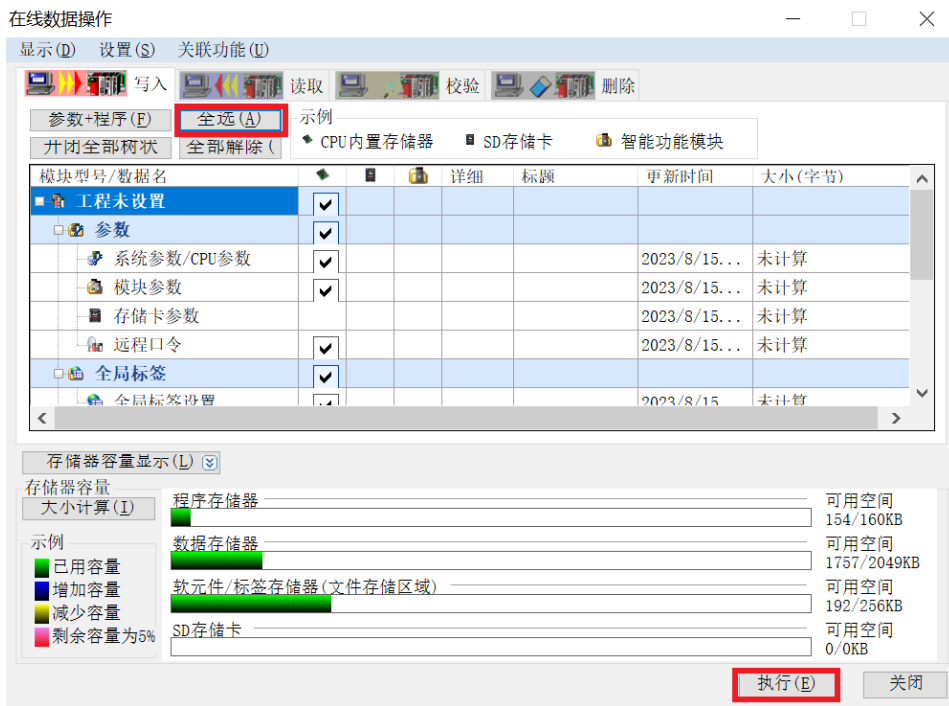 在线数据操作
显示(D) 设置(S) 关联功能(U)
写入 读取 校验 删除
参数+程序(F) 全选(A) 示例
开闭全部树状 全部解除( CPU内置存储器 SD存储卡 智能功能模块
模块型号/数据名 详细 标题 更新时间 大小(字节)
工程未设置
参数
系统参数/CPU参数 2023/8/15... 未计算
模块参数 2023/8/15... 未计算
存储卡参数 2023/8/15... 未计算
远程口令 2023/8/15... 未计算
全局标签
全局标签设置 2023/8/15 未计算
存储器容量显示(L)
存储器容量
大小计算(I)
程序存储器 可用空间
154/160KB
示例
数据存储器 可用空间
已用容量 1757/2049KB
增加容量 软元件/标签存储器(文件存储区域) 可用空间
减少容量 192/256KB
剩余容量为5% SD存储卡 可用空间
0/0KB
执行(E) 关闭